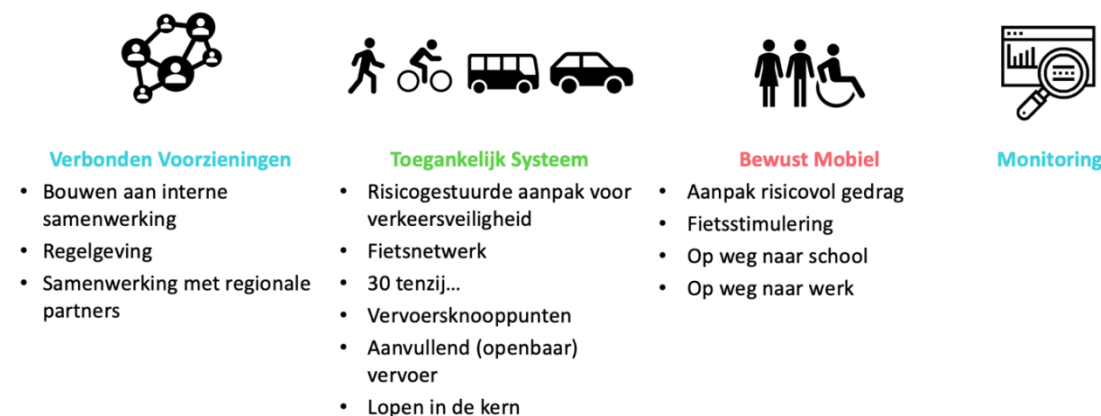 Verbonden Voorzieningen
• Bouwen aan interne
samenwerking
• Regelgeving
• Samenwerking met regionale
partners
Toegankelijk Systeem
• Risicogestuurde aanpak voor
verkeersveiligheid
• Fietsnetwerk
• 30 tenzij...
• Vervoersknooppunten
• Aanvullend (openbaar)
vervoer
• Lopen in de kern
Bewust Mobiel
• Aanpak risicovol gedrag
• Fietsstimulering
• Op weg naar school
• Op weg naar werk
Monitoring